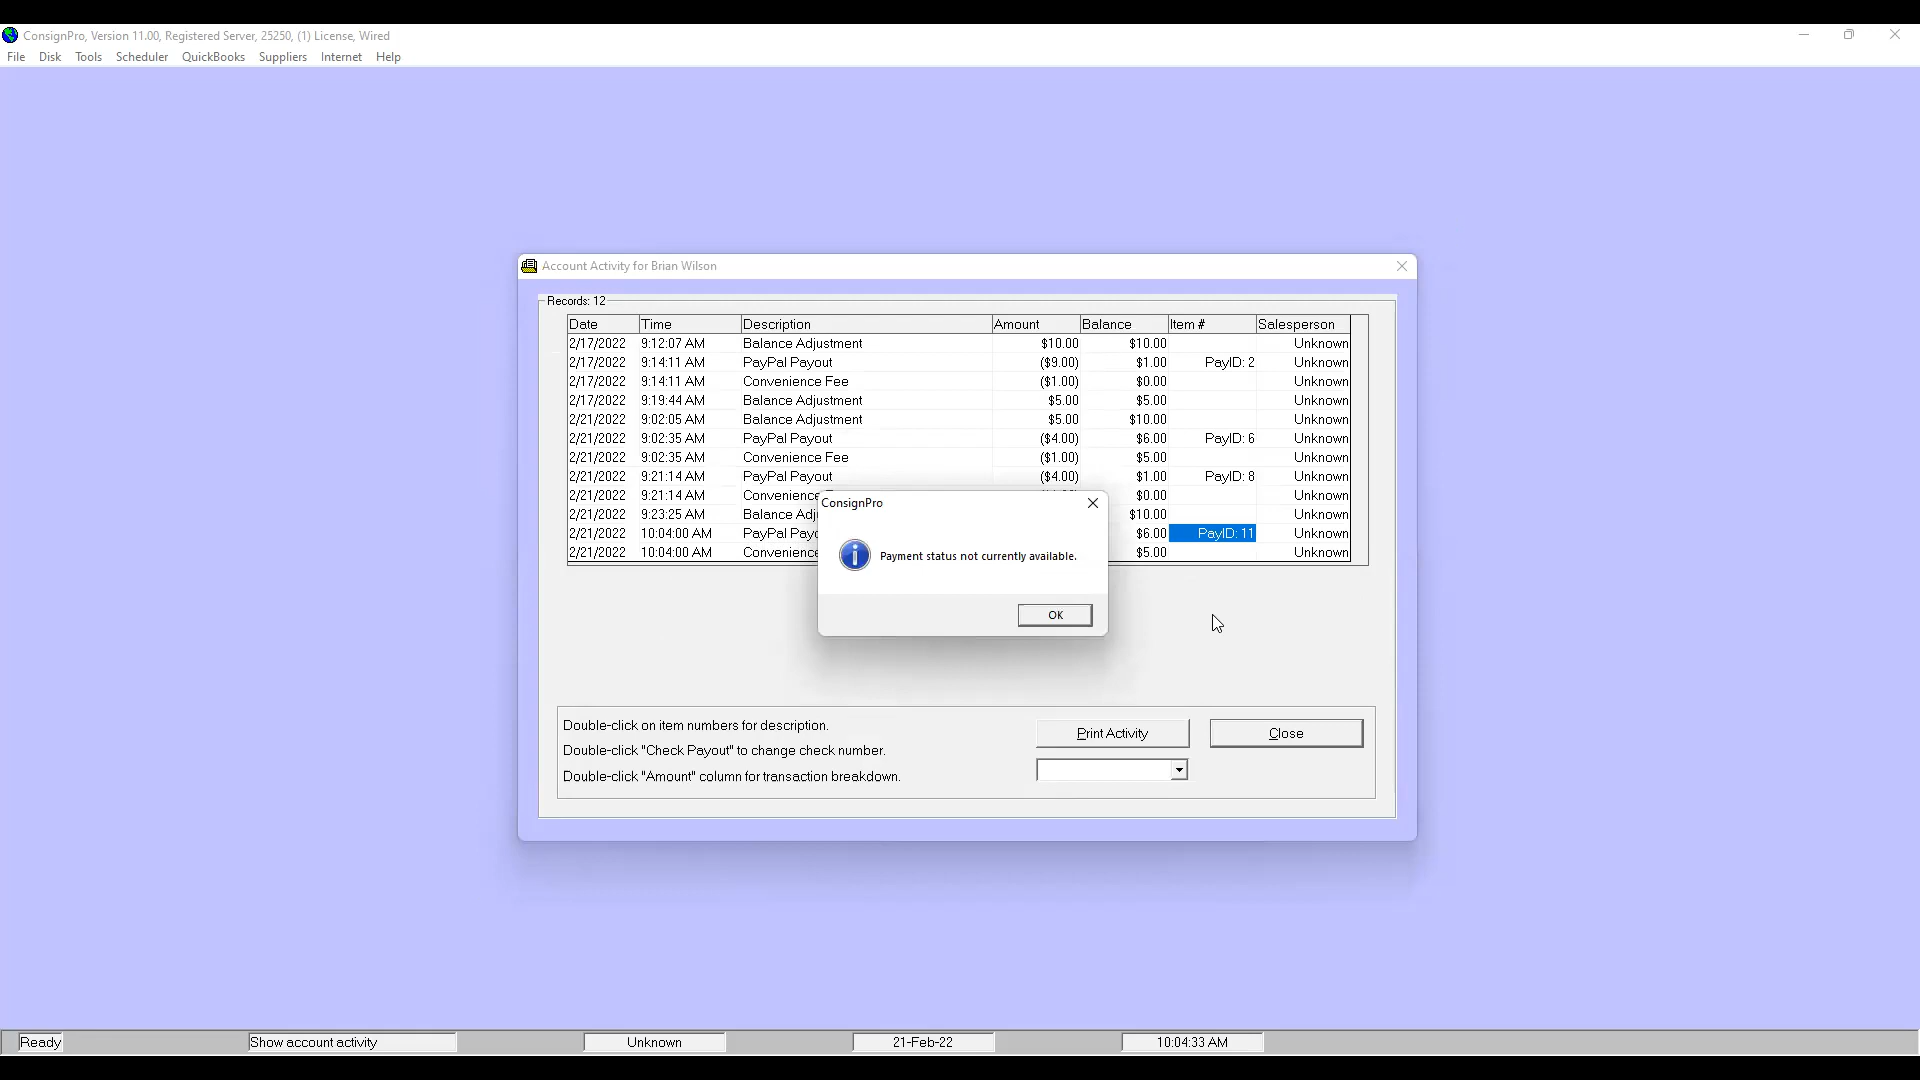 ConsignPro, Version 11.00, Registered Server, 25250, (1) License, Wired
File Disk Tools Scheduler QuickBooks Suppliers Internet Help
Account Activity for Brian Wilson
Records: 12
Date Time Description Amount Balance Item # Salesperson
2/17/2022 9:12:07 AM Balance Adjustment $10.00 $10.00 Unknown
2/17/2022 9:14:11 AM PayPal Payout ($9.00) $1.00 PayID: 2 Unknown
2/17/2022 9:14:11 AM Convenience Fee ($1.00) $0.00 Unknown
2/17/2022 9:19:44 AM Balance Adjustment $5.00 $5.00 Unknown
2/21/2022 9:02:05 AM Balance Adjustment $5.00 $10.00 Unknown
2/21/2022 9:02:35 AM PayPal Payout ($4.00) $6.00 PayID: 6 Unknown
2/21/2022 9:02:35 AM Convenience Fee ($1.00) $5.00 Unknown
2/21/2022 9:21:14 AM PayPal Payout ($4.00) $1.00 PayID: 8 Unknown
2/21/2022 9:21:14 AM Convenience $0.00 Unknown
2/21/2022 9:23:25 AM Balance Adj $10.00 Unknown
2/21/2022 10:04:00 AM PayPal Payo $6.00 PayID: 11 Unknown
2/21/2022 10:04:00 AM Convenience $5.00 Unknown
ConsignPro
Payment status not currently available.
OK
Double-click on item numbers for description.
Double-click "Check Payout" to change check number.
Double-click "Amount" column for transaction breakdown.
Print Activity Close
Ready Show account activity Unknown 21-Feb-22 10:04:33 AM